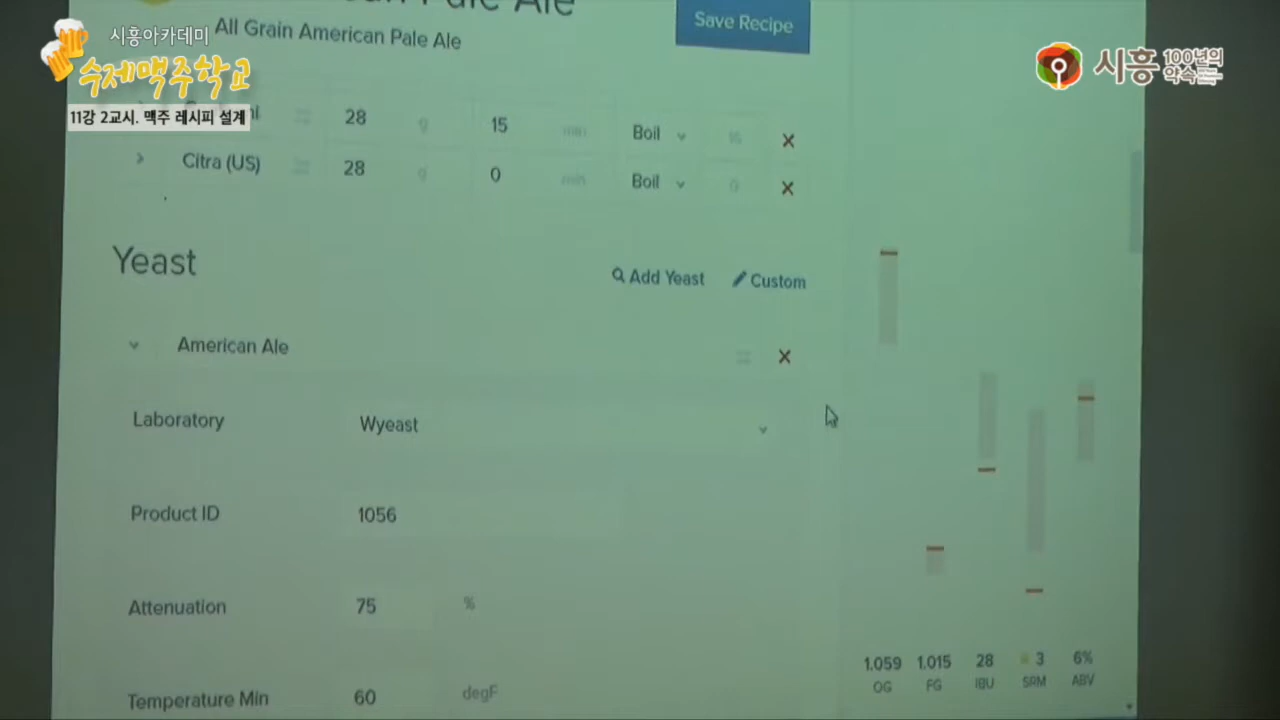 시흥아카데미
수제맥주학교
11강 2교시. 맥주 레시피 설계
시흥 100년의 약속
Pale Ale
All Grain American Pale Ale
Save Recipe
28 g 15 min Boil
Citra (US) 28 g 0 min Boil 0
Yeast
Add Yeast Custom
American Ale
Laboratory Wyeast
Product ID 1056
Attenuation 75 %
Temperature Min 60 degF
1.059 1.015 28 3 6%
OG FG IBU SRM ABV